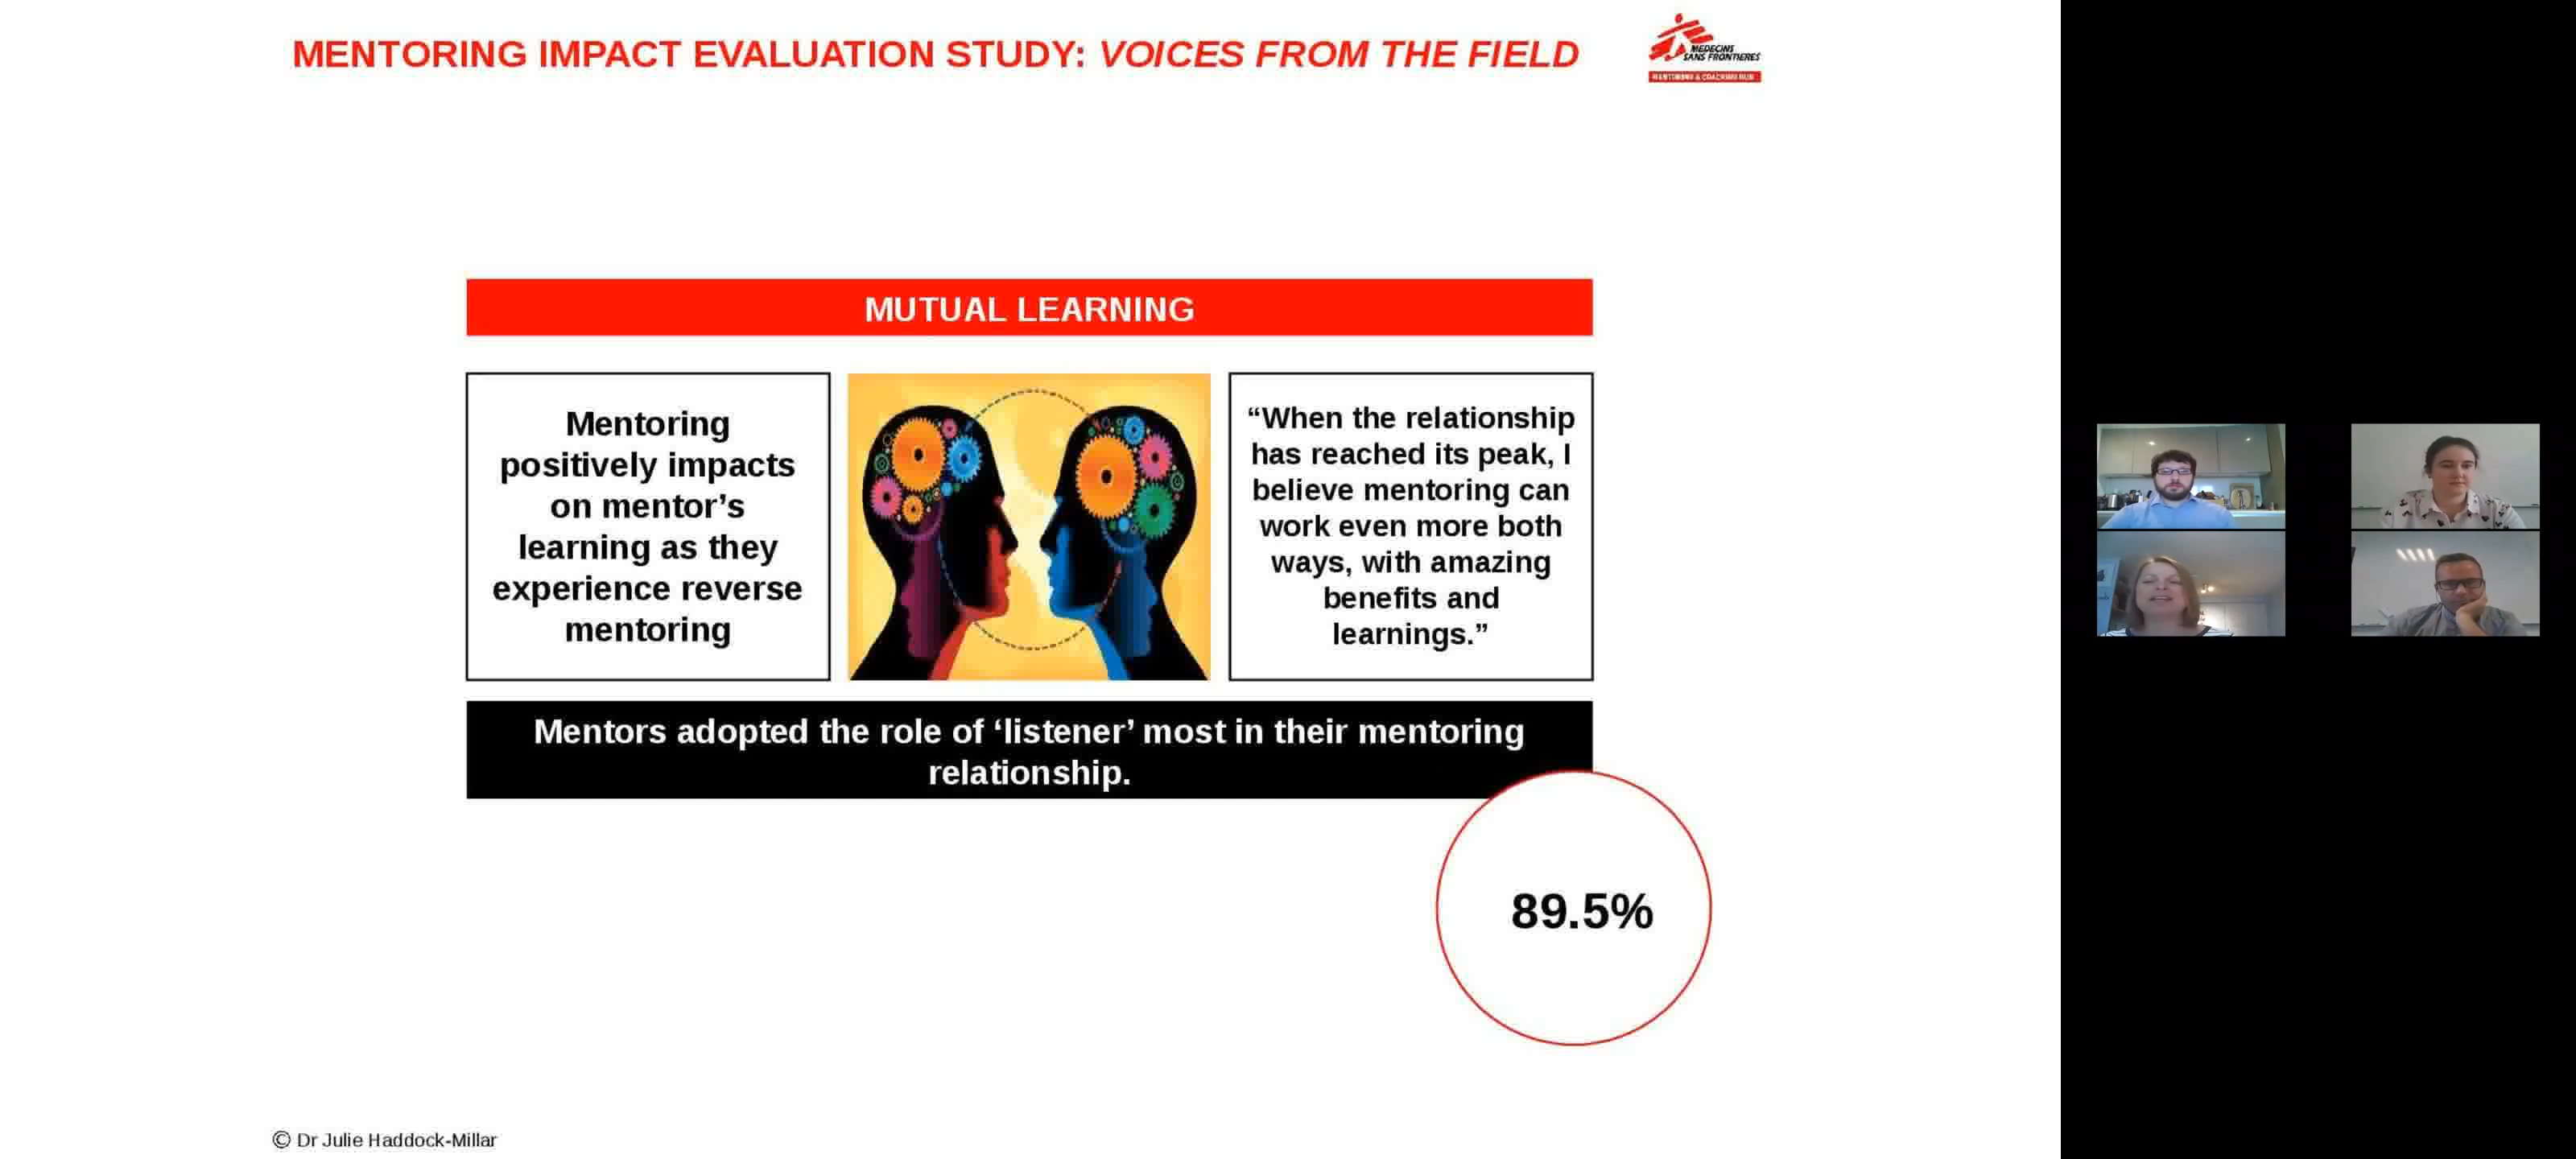 MENTORING IMPACT EVALUATION STUDY: VOICES FROM THE FIELD
MEDECINS
SANS FRONTIERES
MENTORING & COACHING HUB
MUTUAL LEARNING
Mentoring
positively impacts
on mentor’s
learning as they
experience reverse
mentoring
“When the relationship
has reached its peak, I
believe mentoring can
work even more both
ways, with amazing
benefits and
learnings.”
Mentors adopted the role of ‘listener’ most in their mentoring
relationship.
89.5%
© Dr Julie Haddock-Millar